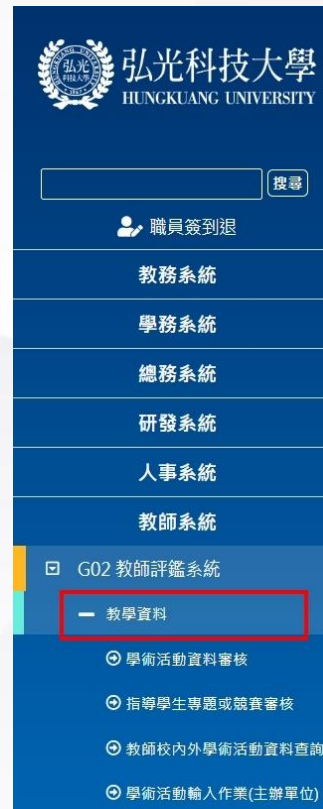 弘光科技大學
HUNGKUANG UNIVERSITY
弘光
搜尋
職員簽到退
教務系統
學務系統
總務系統
研發系統
人事系統
教師系統
G02 教師評鑑系統
教學資料
學術活動資料審核
指導學生專題或競賽審核
教師校內外學術活動資料查詢
學術活動輸入作業(主辦單位)